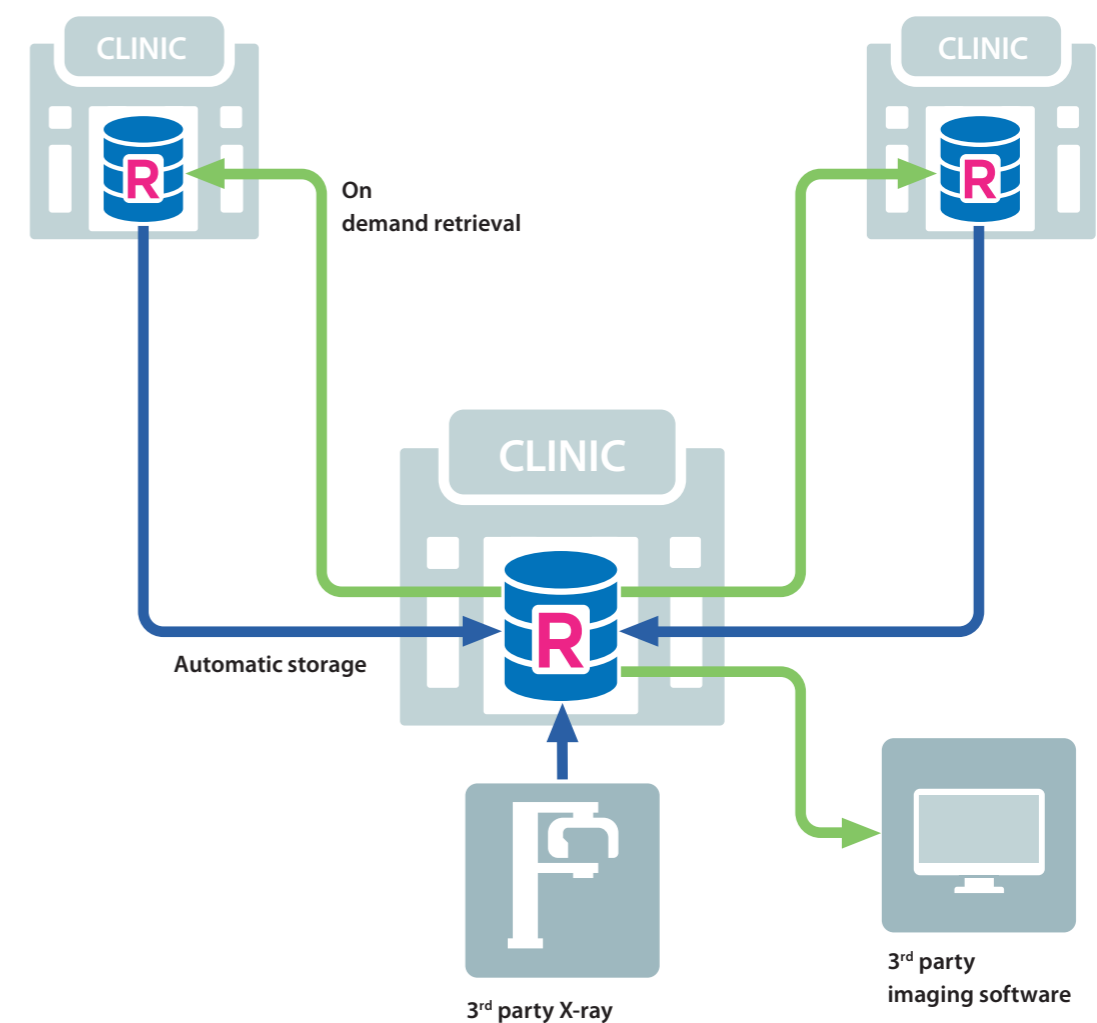 CLINIC
CLINIC
R
R
On
demand retrieval
CLINIC
R
Automatic storage
3rd party
imaging software
3rd party X-ray